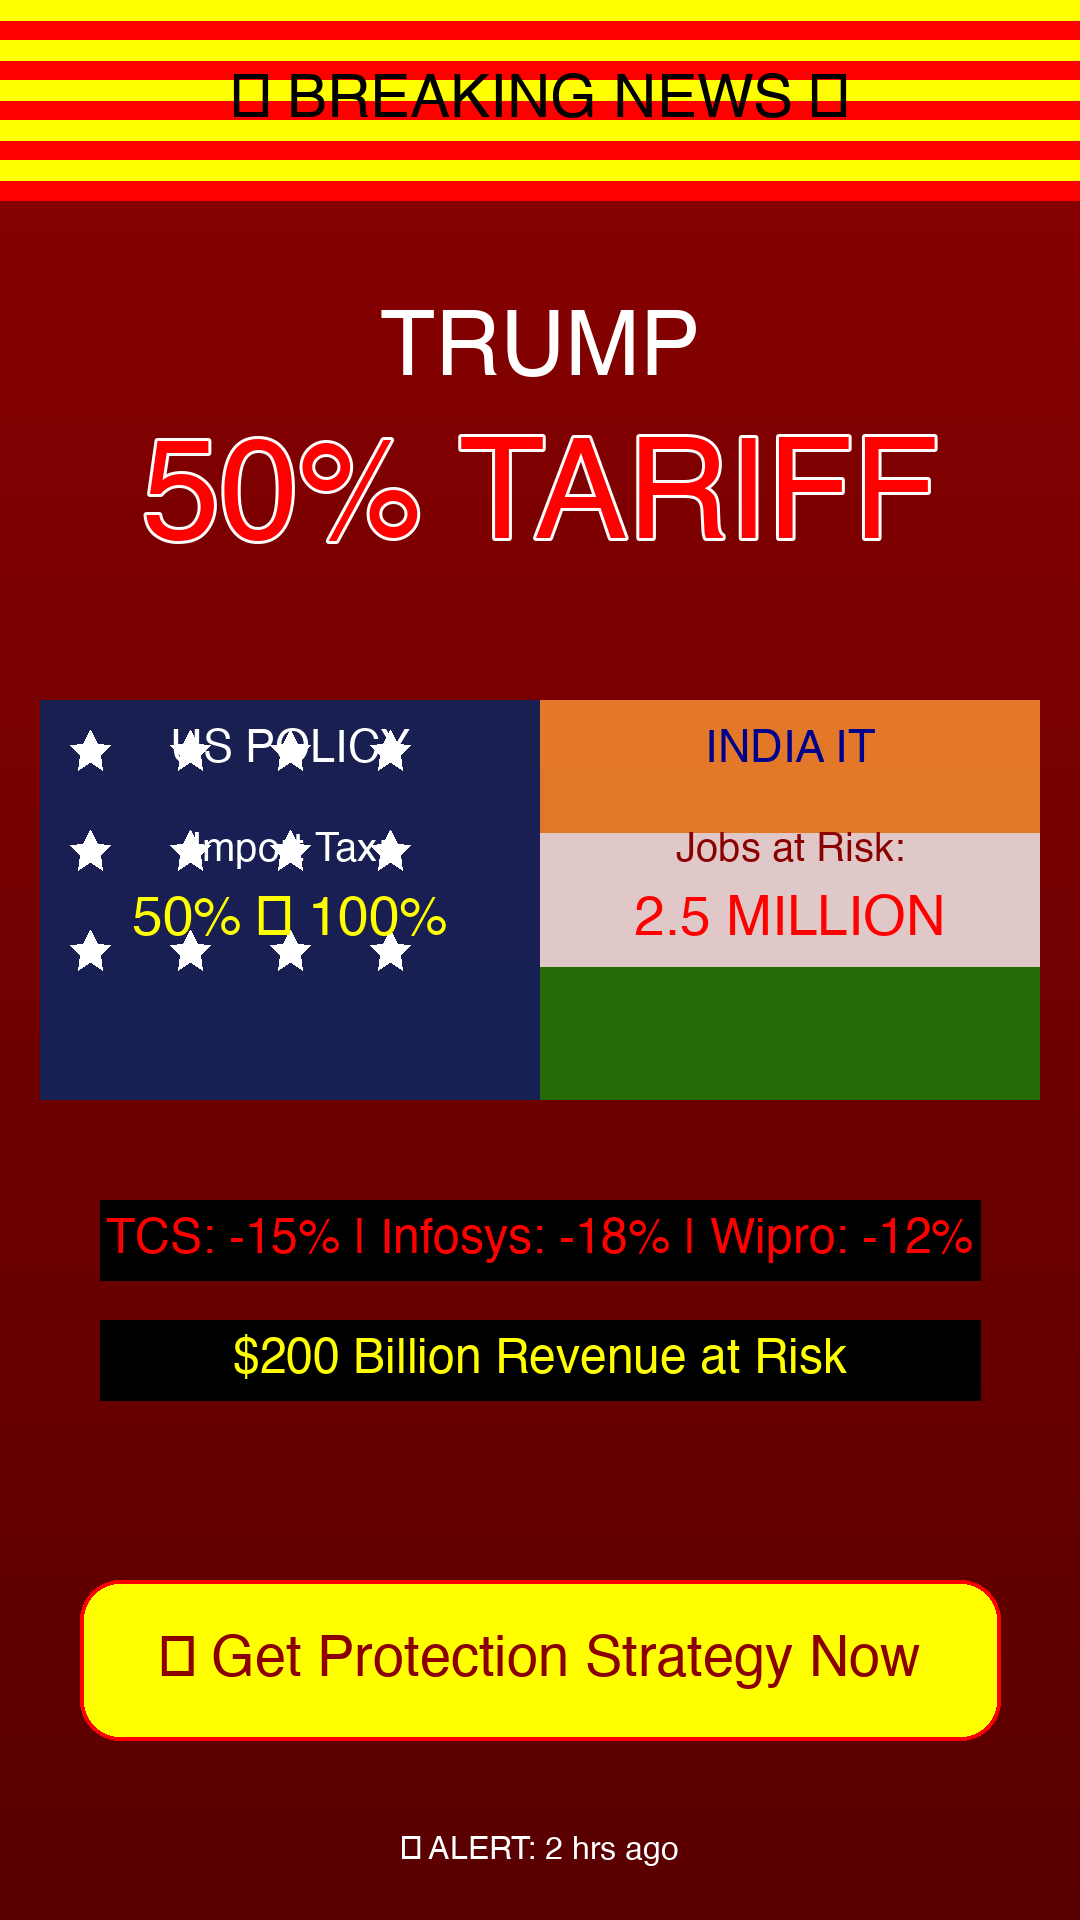 □ BREAKING NEWS □
TRUMP
50% TARIFF
US POLICY
Import Tax:
50% □ 100%
INDIA IT
Jobs at Risk:
2.5 MILLION
TCS: -15% | Infosys: -18% | Wipro: -12%
$200 Billion Revenue at Risk
□ Get Protection Strategy Now
□ ALERT: 2 hrs ago